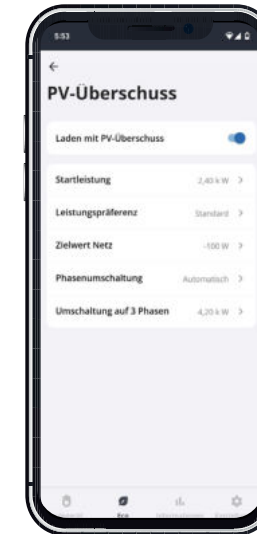 5:53
PV-Überschuss
Laden mit PV-Überschuss
Startleistung 2,40 kW
Leistungspräferenz Standard
Zielwert Netz -100 W
Phasenumschaltung Automatisch
Umschaltung auf 3 Phasen 4,20 kW
Eco